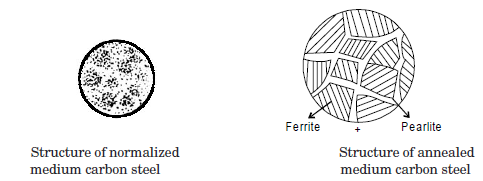 Ferrite
+
Pearlite
Structure of normalized
medium carbon steel
Structure of annealed
medium carbon steel